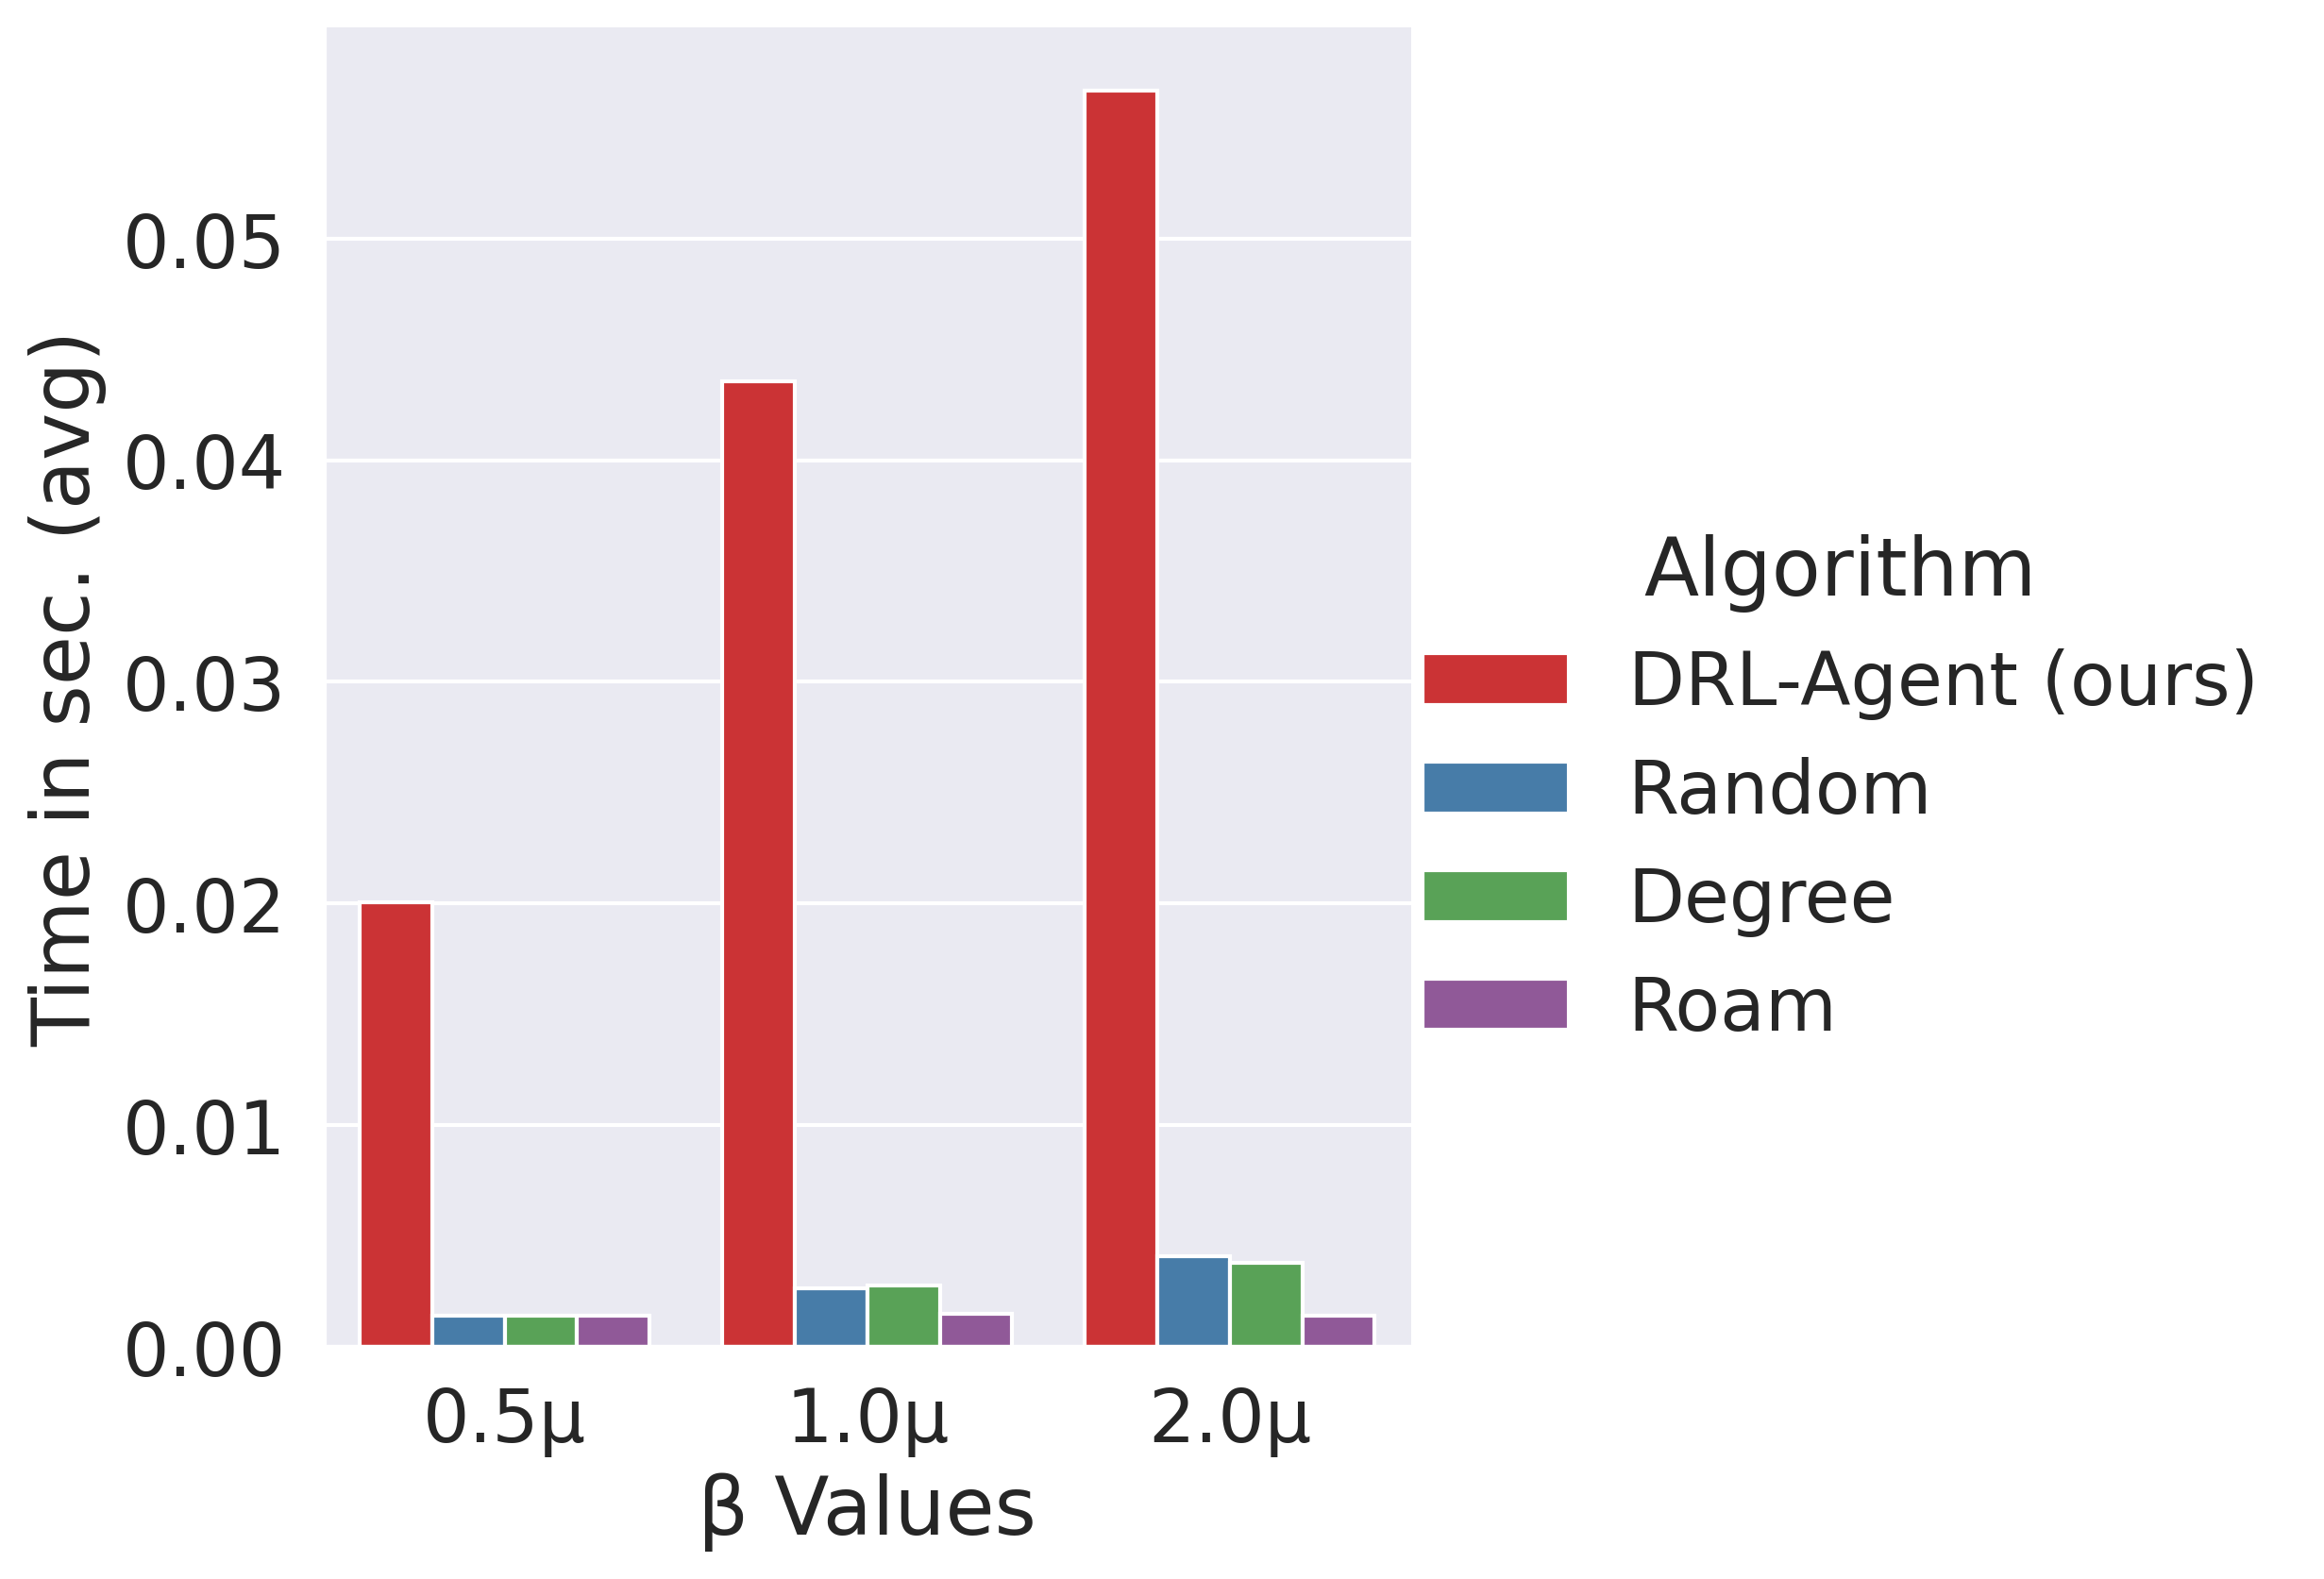 Time in sec. (avg)
0.05
0.04
0.03
0.02
0.01
0.00
0.5µ 1.0µ 2.0µ
β Values
Algorithm
DRL-Agent (ours)
Random
Degree
Roam